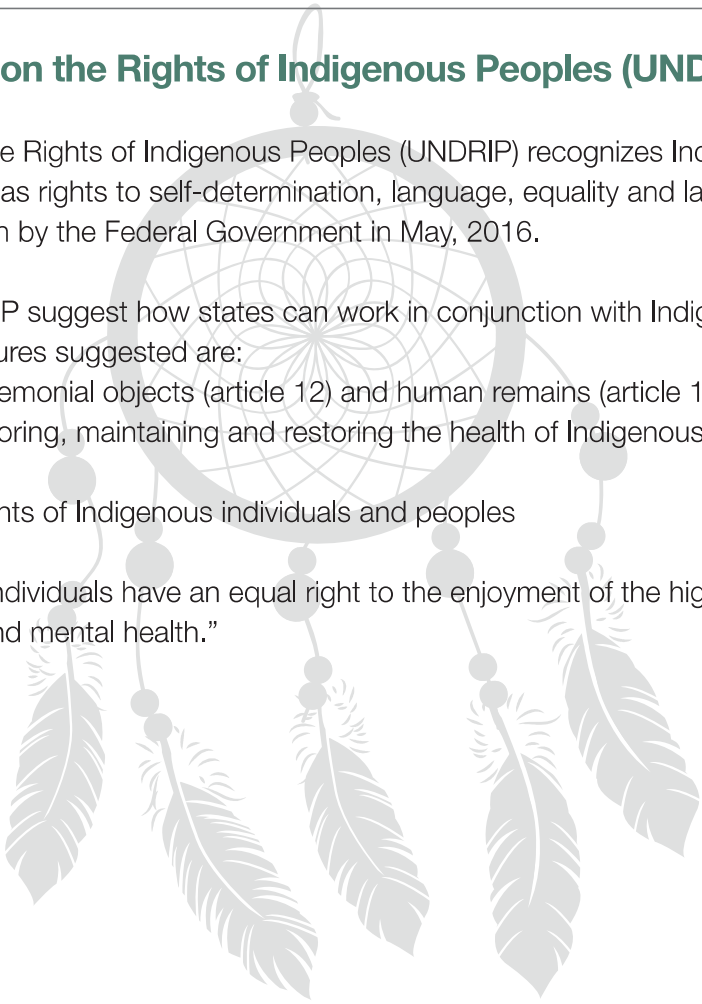 on the Rights of Indigenous Peoples (UND
e Rights of Indigenous Peoples (UNDRIP) recognizes Inc
as rights to self-determination, language, equality and la
n by the Federal Government in May, 2016.
P suggest how states can work in conjunction with Indig
ures suggested are:
emonial objects (article 12) and human remains (article 1
oring, maintaining and restoring the health of Indigenous
nts of Indigenous individuals and peoples
ndividuals have an equal right to the enjoyment of the hig
nd mental health.”